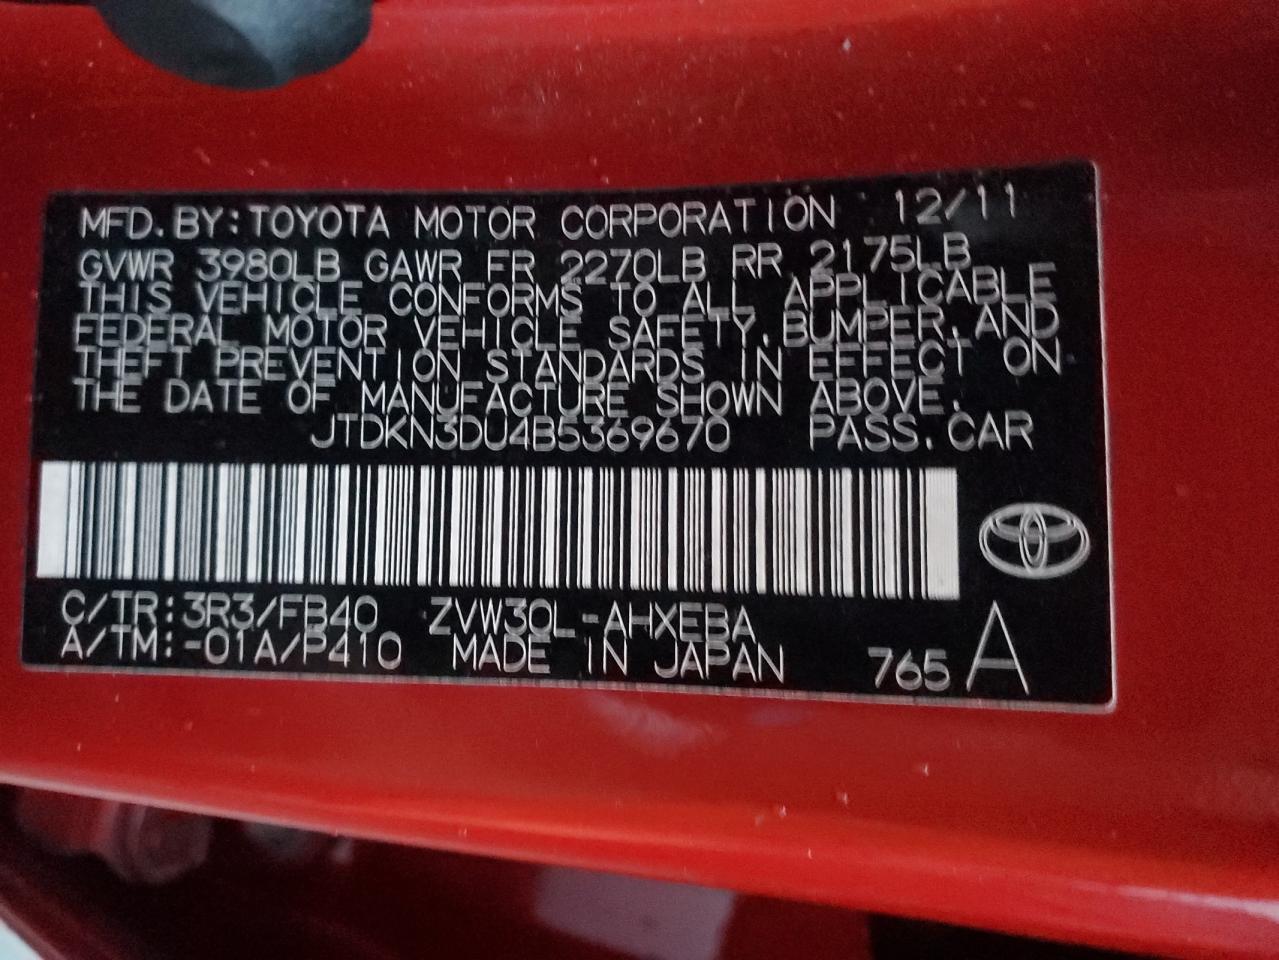 MFD. BY: TOYOTA MOTOR CORPORATION 12/11
GVWR 3980LB GAWR FR 2270LB RR 2175LB
THIS VEHICLE CONFORMS TO ALL APPLICABLE
FEDERAL MOTOR VEHICLE SAFETY, BUMPER, AND
THEFT PREVENTION STANDARDS IN EFFECT ON
THE DATE OF MANUFACTURE SHOWN ABOVE.
JTDKN3DU4B5369670 PASS. CAR
C/TR: 3R3/FB40 ZVW30L-AHXEBA
A/TM: -01A/P410 MADE IN JAPAN 765 A